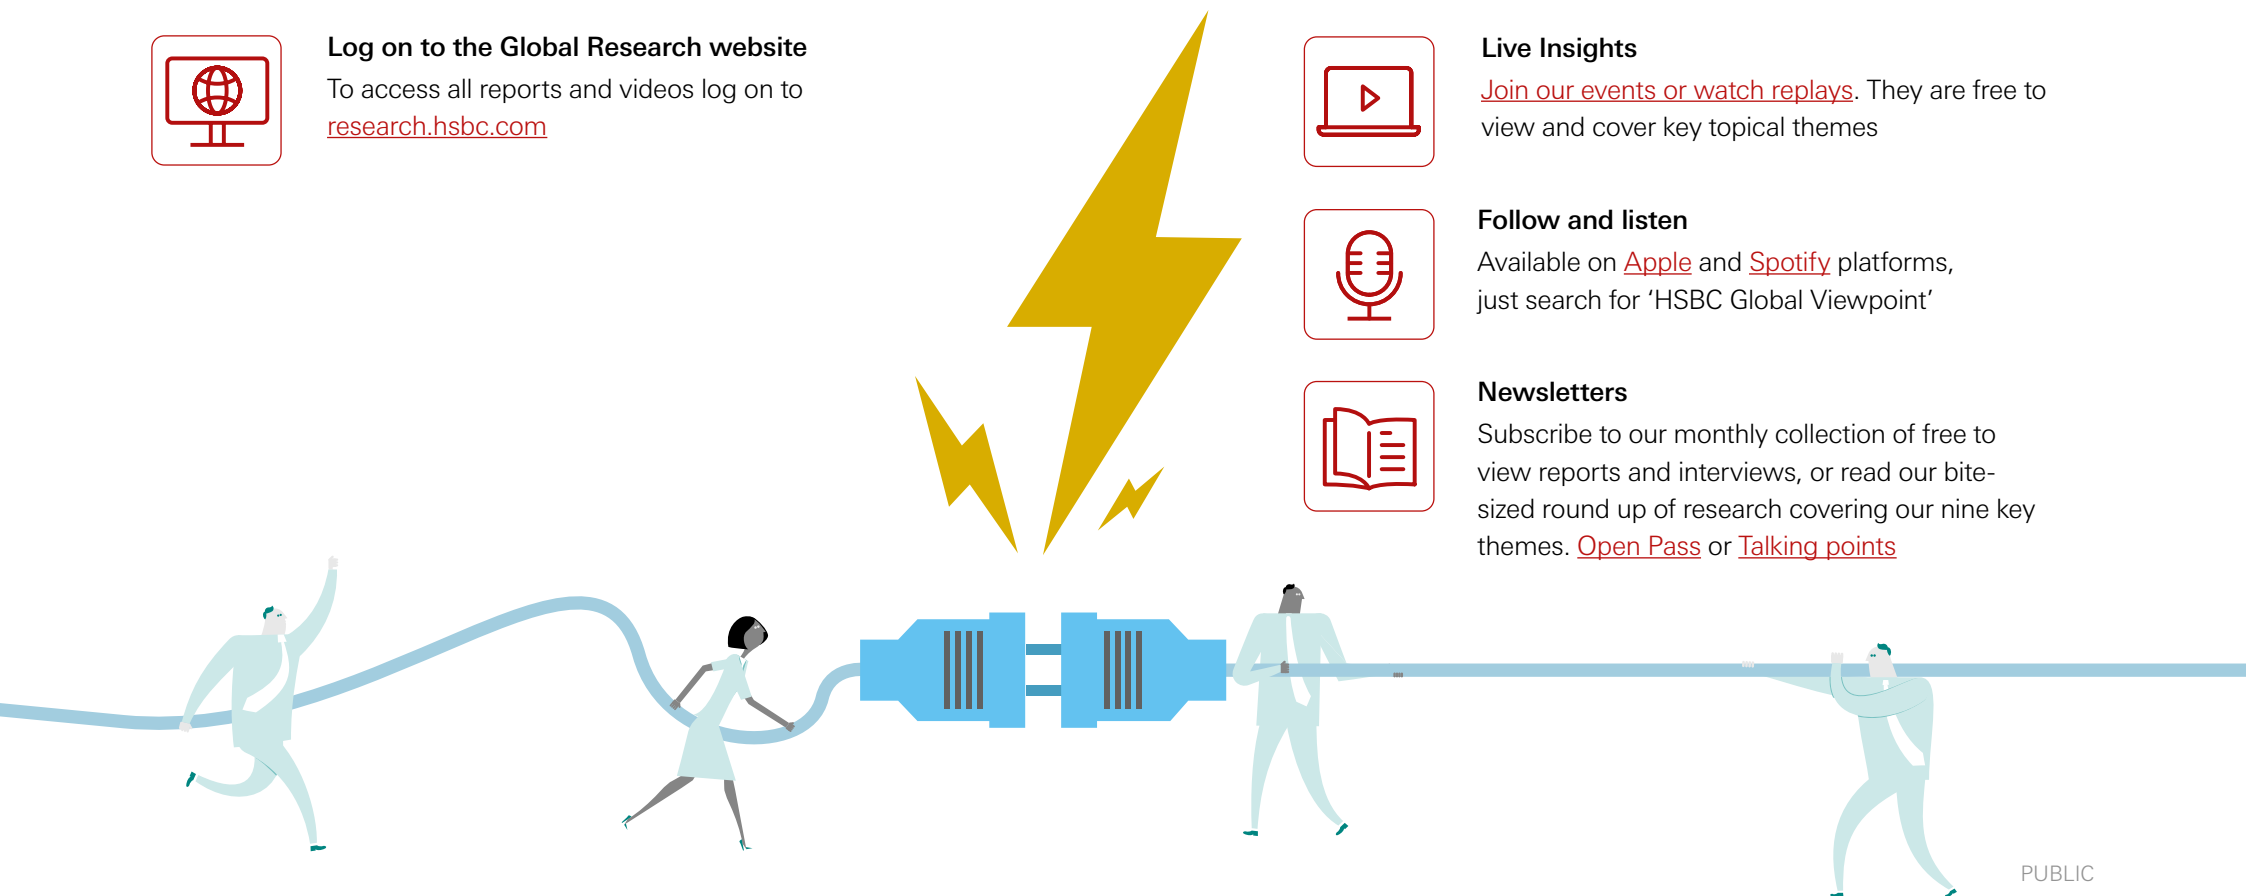 Log on to the Global Research website
To access all reports and videos log on to
research.hsbc.com
Live Insights
Join our events or watch replays. They are free to
view and cover key topical themes
Follow and listen
Available on Apple and Spotify platforms,
just search for ‘HSBC Global Viewpoint’
Newsletters
Subscribe to our monthly collection of free to
view reports and interviews, or read our bite-
sized round up of research covering our nine key
themes. Open Pass or Talking points
PUBLIC